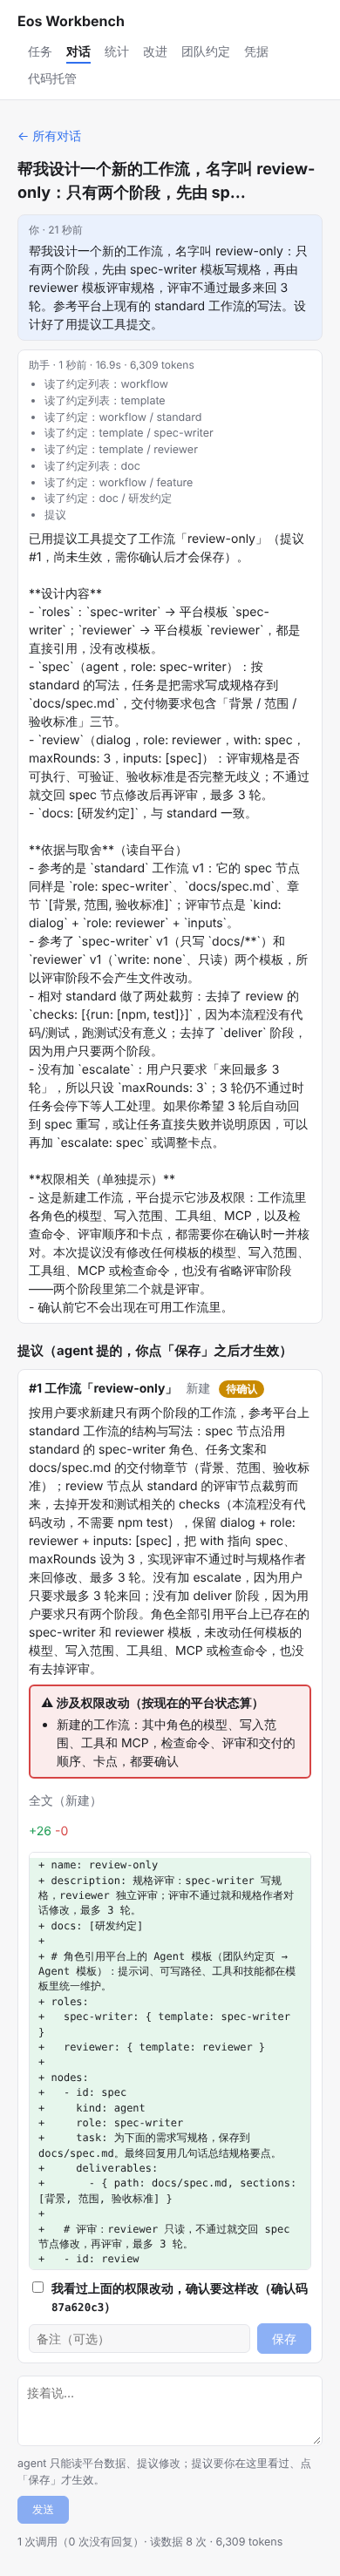 Eos Workbench
任务 对话 统计 改进 团队约定 凭据
代码托管
← 所有对话
帮我设计一个新的工作流，名字叫 review-
only：只有两个阶段，先由 sp…
你 · 21 秒前
帮我设计一个新的工作流，名字叫 review-only：只
有两个阶段，先由 spec-writer 模板写规格，再由
reviewer 模板评审规格，评审不通过最多来回 3
轮。参考平台上现有的 standard 工作流的写法。设
计好了用提议工具提交。
助手 · 1 秒前 · 16.9s · 6,309 tokens
• 读了约定列表：workflow
• 读了约定列表：template
• 读了约定：workflow / standard
• 读了约定：template / spec-writer
• 读了约定：template / reviewer
• 读了约定列表：doc
• 读了约定：workflow / feature
• 读了约定：doc / 研发约定
• 提议
已用提议工具提交了工作流「review-only」（提议
#1，尚未生效，需你确认后才会保存）。
**设计内容**
- `roles`：`spec-writer` → 平台模板 `spec-
writer`；`reviewer` → 平台模板 `reviewer`，都是
直接引用，没有改模板。
- `spec`（agent，role: spec-writer）：按
standard 的写法，任务是把需求写成规格存到
`docs/spec.md`，交付物要求包含「背景 / 范围 /
验收标准」三节。
- `review`（dialog，role: reviewer，with: spec，
maxRounds: 3，inputs: [spec]）：评审规格是否
可执行、可验证、验收标准是否完整无歧义；不通过
就交回 spec 节点修改后再评审，最多 3 轮。
- `docs: [研发约定]`，与 standard 一致。
**依据与取舍**（读自平台）
- 参考的是 `standard` 工作流 v1：它的 spec 节点
同样是 `role: spec-writer`、`docs/spec.md`、章
节 `[背景, 范围, 验收标准]`；评审节点是 `kind:
dialog` + `role: reviewer` + `inputs`。
- 参考了 `spec-writer` v1（只写 `docs/**`）和
`reviewer` v1（`write: none`、只读）两个模板，所
以评审阶段不会产生文件改动。
- 相对 standard 做了两处裁剪：去掉了 review 的
`checks: [{run: [npm, test]}]`，因为本流程没有代
码/测试，跑测试没有意义；去掉了 `deliver` 阶段，
因为用户只要两个阶段。
- 没有加 `escalate`：用户只要求「来回最多 3
轮」，所以只设 `maxRounds: 3`；3 轮仍不通过时
任务会停下等人工处理。如果你希望 3 轮后自动回
到 spec 重写，或让任务直接失败并说明原因，可以
再加 `escalate: spec` 或调整卡点。
**权限相关（单独提示）**
- 这是新建工作流，平台提示它涉及权限：工作流里
各角色的模型、写入范围、工具组、MCP，以及检
查命令、评审顺序和卡点，都需要你在确认时一并核
对。本次提议没有修改任何模板的模型、写入范围、
工具组、MCP 或检查命令，也没有省略评审阶段
——两个阶段里第二个就是评审。
- 确认前它不会出现在可用工作流里。
提议（agent 提的，你点「保存」之后才生效）
#1 工作流「review-only」 新建 待确认
按用户要求新建只有两个阶段的工作流，参考平台上
standard 工作流的结构与写法：spec 节点沿用
standard 的 spec-writer 角色、任务文案和
docs/spec.md 的交付物章节（背景、范围、验收标
准）；review 节点从 standard 的评审节点裁剪而
来，去掉开发和测试相关的 checks（本流程没有代
码改动，不需要 npm test），保留 dialog + role:
reviewer + inputs: [spec]，把 with 指向 spec、
maxRounds 设为 3，实现评审不通过时与规格作者
来回修改、最多 3 轮。没有加 escalate，因为用户
只要求最多 3 轮来回；没有加 deliver 阶段，因为用
户只要求有两个阶段。角色全部引用平台上已存在的
spec-writer 和 reviewer 模板，未改动任何模板的
模型、写入范围、工具组、MCP 或检查命令，也没
有去掉评审。
⚠ 涉及权限改动（按现在的平台状态算）
• 新建的工作流：其中角色的模型、写入范
围、工具和 MCP，检查命令、评审和交付的
顺序、卡点，都要确认
全文（新建）
+26 -0
+ name: review-only
+ description: 规格评审：spec-writer 写规
格，reviewer 独立评审；评审不通过就和规格作者对
话修改，最多 3 轮。
+ docs: [研发约定]
+
+ # 角色引用平台上的 Agent 模板（团队约定页 →
Agent 模板）：提示词、可写路径、工具和技能都在模
板里统一维护。
+ roles:
+   spec-writer: { template: spec-writer
}
+   reviewer: { template: reviewer }
+
+ nodes:
+   - id: spec
+     kind: agent
+     role: spec-writer
+     task: 为下面的需求写规格，保存到
docs/spec.md。最终回复用几句话总结规格要点。
+     deliverables:
+       - { path: docs/spec.md, sections:
[背景, 范围, 验收标准] }
+
+   # 评审：reviewer 只读，不通过就交回 spec
节点修改，再评审，最多 3 轮。
+   - id: review
我看过上面的权限改动，确认要这样改（确认码
87a620c3）
备注（可选） 保存
接着说…
agent 只能读平台数据、提议修改；提议要你在这里看过、点
「保存」才生效。
发送
1 次调用（0 次没有回复）· 读数据 8 次 · 6,309 tokens